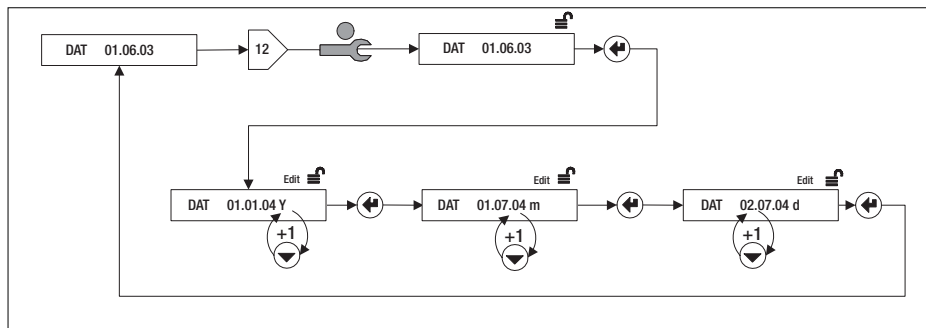 DAT 01.06.03
12
DAT 01.06.03
Edit
DAT 01.01.04 Y
+1
Edit
DAT 01.07.04 m
+1
Edit
DAT 02.07.04 d
+1